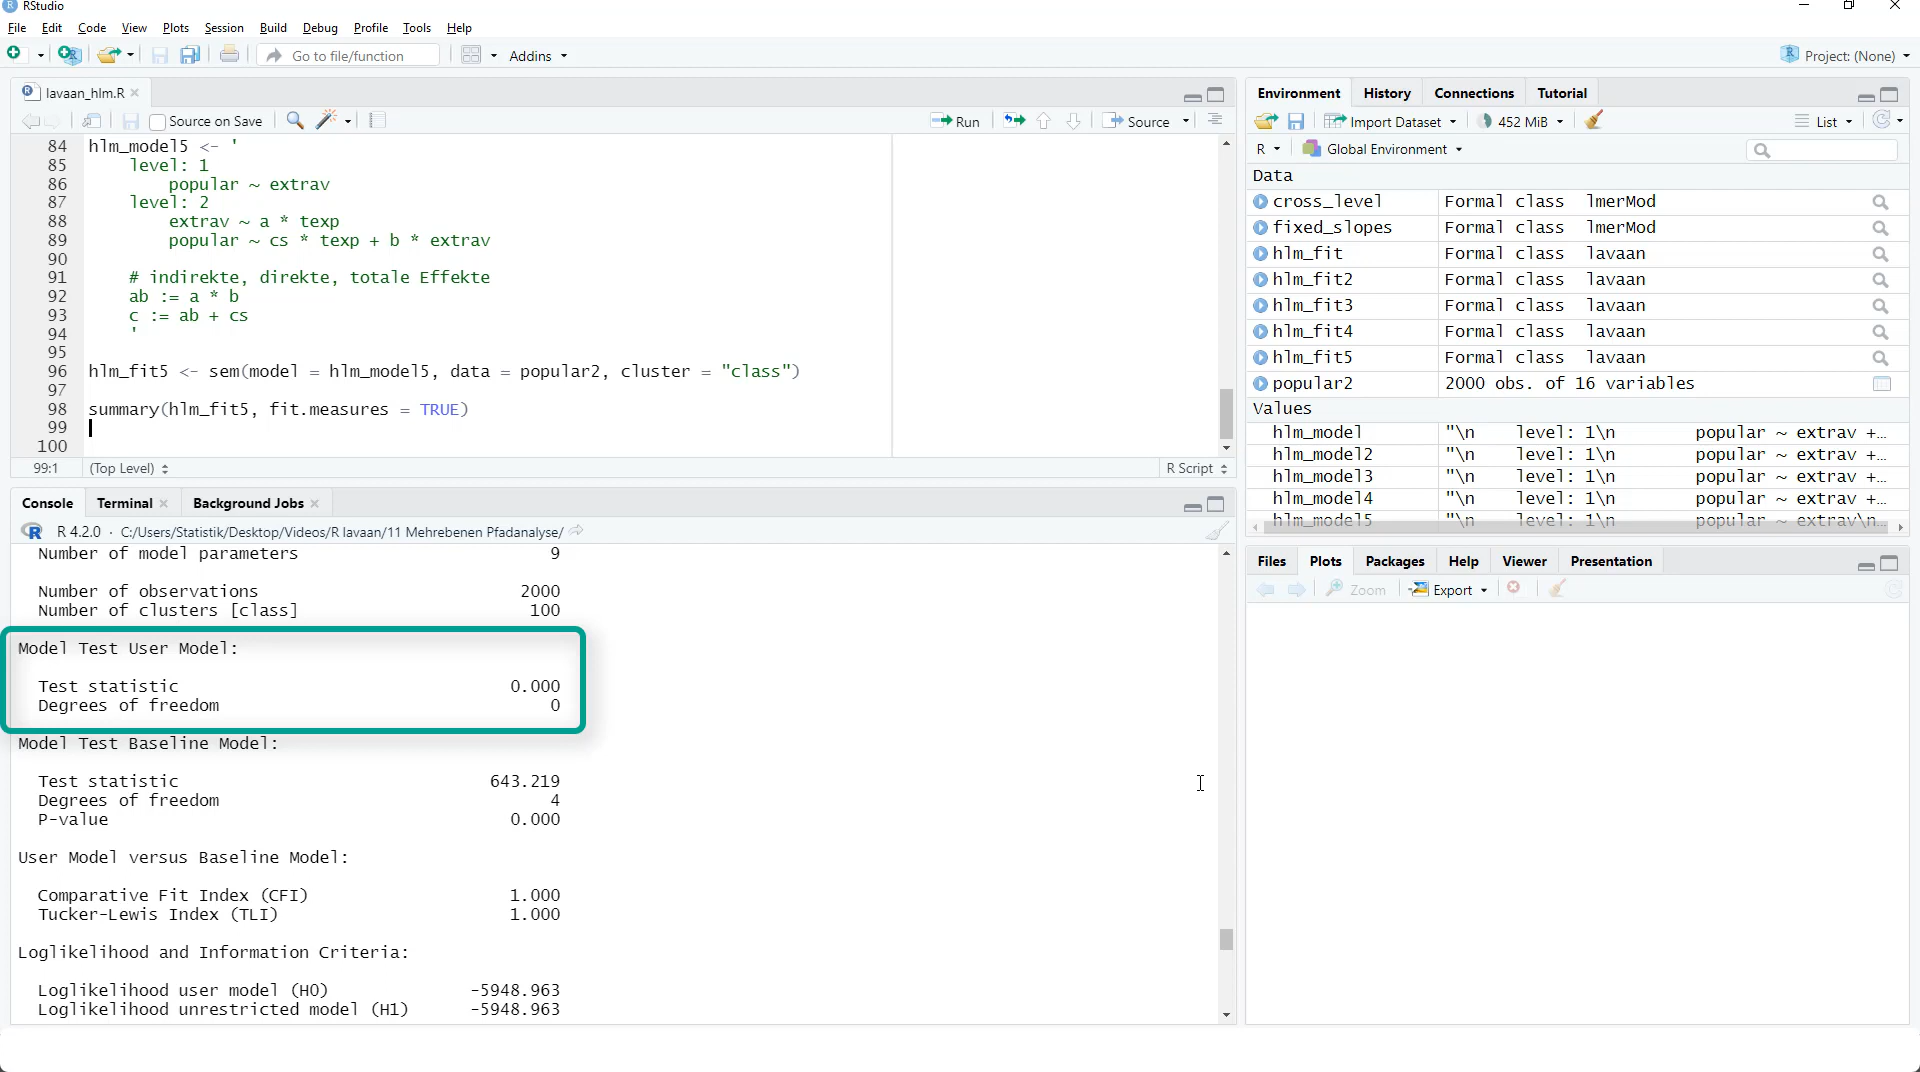 RStudio
File Edit Code View Plots Session Build Debug Profile Tools Help
Go to file/function Addins Project: (None)
lavaan_hlm.R
Source on Save Run Source
84 hlm_model5 <- '
85 level: 1
86 popular ~ extrav
87 level: 2
88 extrav ~ a * texp
89 popular ~ cs * texp + b * extrav
90
91 # indirekte, direkte, totale Effekte
92 ab := a * b
93 c := ab + cs
94 '
95
96 hlm_fit5 <- sem(model = hlm_model5, data = popular2, cluster = "class")
97
98 summary(hlm_fit5, fit.measures = TRUE)
99
100
99:1 (Top Level) R Script
Console Terminal Background Jobs
R 4.2.0 · C:/Users/Statistik/Desktop/Videos/R lavaan/11 Mehrebenen Pfadanalyse/
Number of model parameters 9
Number of observations 2000
Number of clusters [class] 100
Model Test User Model:
Test statistic 0.000
Degrees of freedom 0
Model Test Baseline Model:
Test statistic 643.219
Degrees of freedom 4
P-value 0.000
User Model versus Baseline Model:
Comparative Fit Index (CFI) 1.000
Tucker-Lewis Index (TLI) 1.000
Loglikelihood and Information Criteria:
Loglikelihood user model (H0) -5948.963
Loglikelihood unrestricted model (H1) -5948.963
Environment History Connections Tutorial
Import Dataset 452 MiB List
R Global Environment
Data
cross_level Formal class lmerMod
fixed_slopes Formal class lmerMod
hlm_fit Formal class lavaan
hlm_fit2 Formal class lavaan
hlm_fit3 Formal class lavaan
hlm_fit4 Formal class lavaan
hlm_fit5 Formal class lavaan
popular2 2000 obs. of 16 variables
Values
hlm_model "\n level: 1\n popular ~ extrav +…
hlm_model2 "\n level: 1\n popular ~ extrav +…
hlm_model3 "\n level: 1\n popular ~ extrav +…
hlm_model4 "\n level: 1\n popular ~ extrav +…
hlm_model5 "\n level: 1\n popular ~ extrav\n…
Files Plots Packages Help Viewer Presentation
Zoom Export